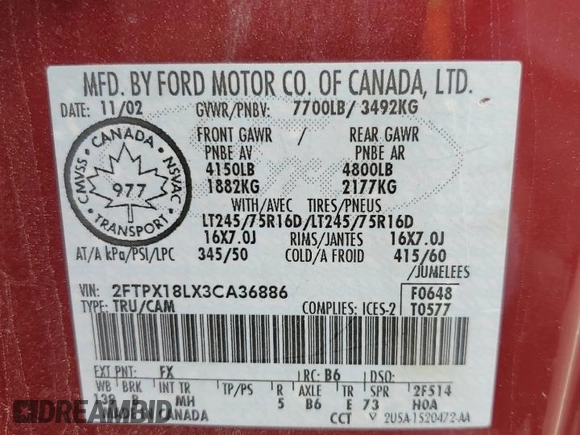 MFD. BY FORD MOTOR CO. OF CANADA, LTD.
DATE: 11/02 GVWR/PNBV: 7700LB/ 3492KG
FRONT GAWR / REAR GAWR
PNBE AV PNBE AR
4150LB 4800LB
1882KG 2177KG
WITH/AVEC TIRES/PNEUS
LT245/75R16D/LT245/75R16D
16X7.0J RIMS/JANTES 16X7.0J
AT/A kPa/PSI/LPC 345/50 COLD/A FROID 415/60
/JUMELEES
CANADA
CMVSS NSVAC
977
TRANSPORT
VIN: 2FTPX18LX3CA36886 F0648
TYPE: TRU/CAM COMPLIES: ICES-2 T0577
EXT PNT: FX RC: B6 DSO:
WB BRK INT TR TP/PS R AXLE TR SPR 2F514
MH 5 B6 E 73 HOA
MADE IN CANADA CCT V 2U5A-1520472-AA
DREAMBID